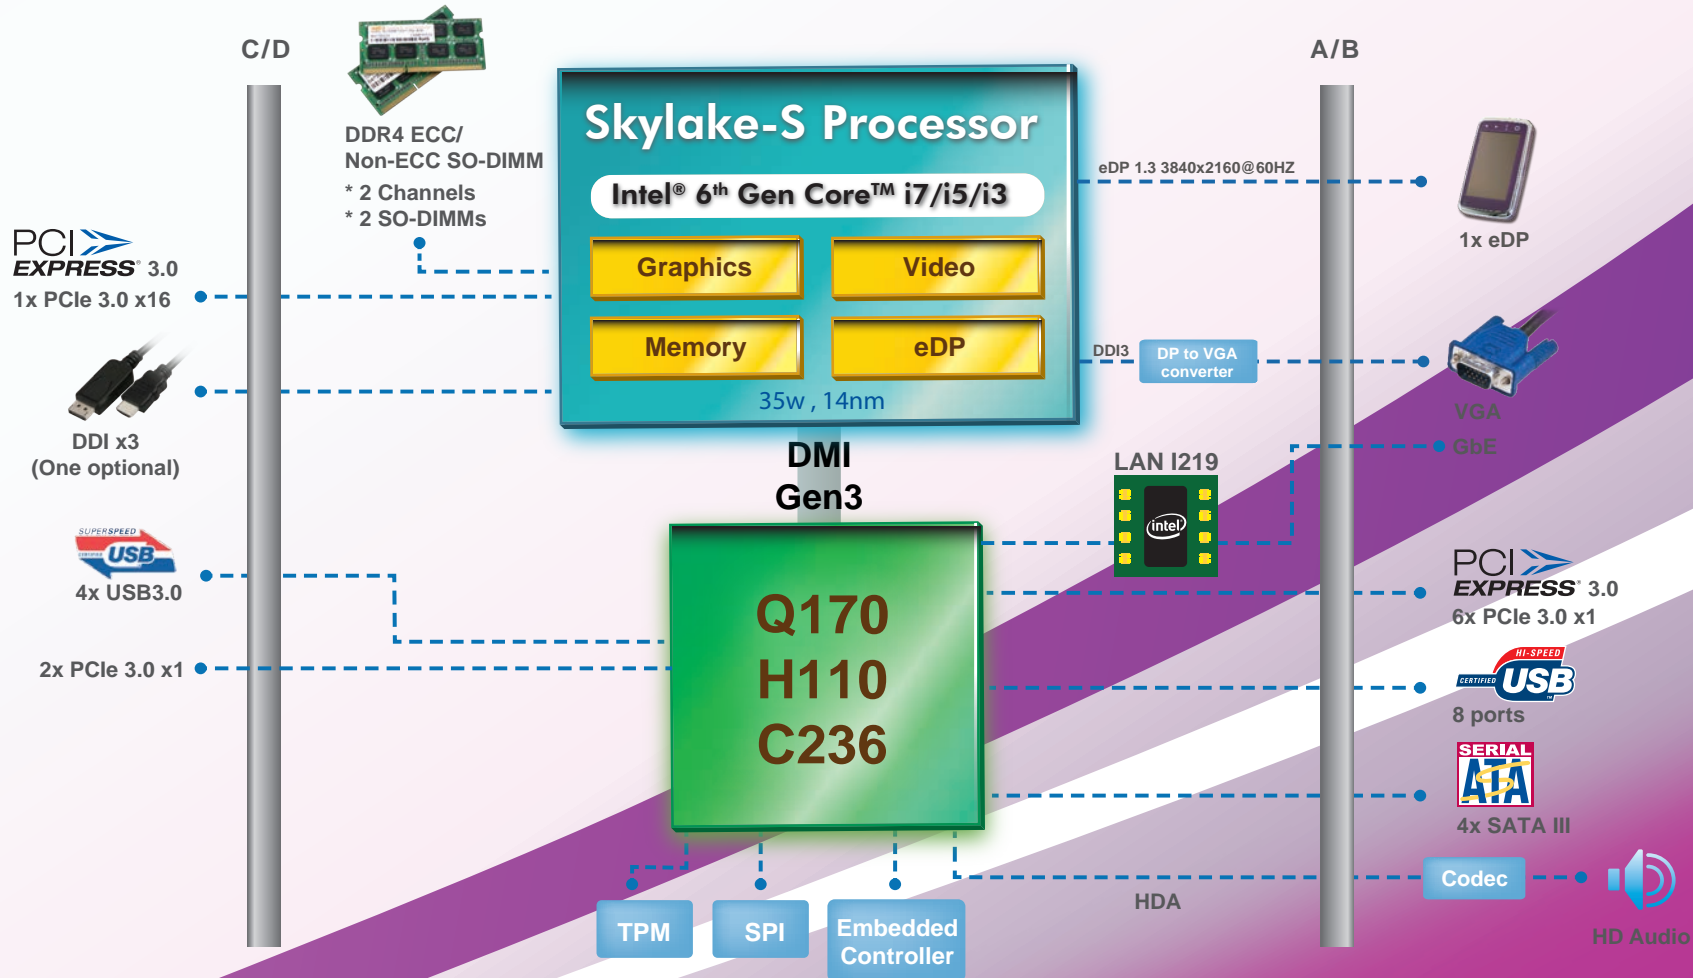 C/D
A/B
DDR4 ECC/
Non-ECC SO-DIMM
* 2 Channels
* 2 SO-DIMMs
PCI
EXPRESS® 3.0
1x PCIe 3.0 x16
DDI x3
(One optional)
SUPERSPEED
CERTIFIED USB
4x USB3.0
2x PCIe 3.0 x1
Skylake-S Processor
Intel® 6th Gen Core™ i7/i5/i3
Graphics
Video
Memory
eDP
35w , 14nm
DMI
Gen3
Q170
H110
C236
TPM
SPI
Embedded
Controller
eDP 1.3 3840x2160@60HZ
1x eDP
DDI3
DP to VGA
converter
VGA
GbE
LAN I219
(intel)
PCI
EXPRESS® 3.0
6x PCIe 3.0 x1
HI-SPEED
CERTIFIED USB
TM
8 ports
SERIAL
ATA
4x SATA III
HDA
Codec
HD Audio